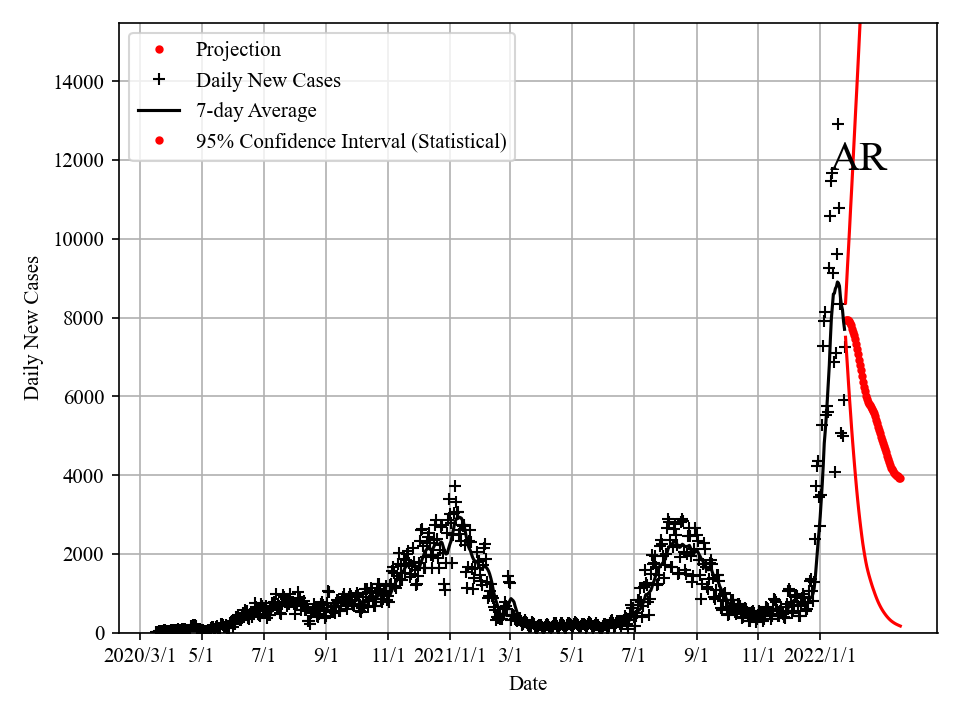 Projection
Daily New Cases
7-day Average
95% Confidence Interval (Statistical)
AR
Daily New Cases
14000
12000
10000
8000
6000
4000
2000
0
2020/3/1 5/1 7/1 9/1 11/1 2021/1/1 3/1 5/1 7/1 9/1 11/1 2022/1/1
Date